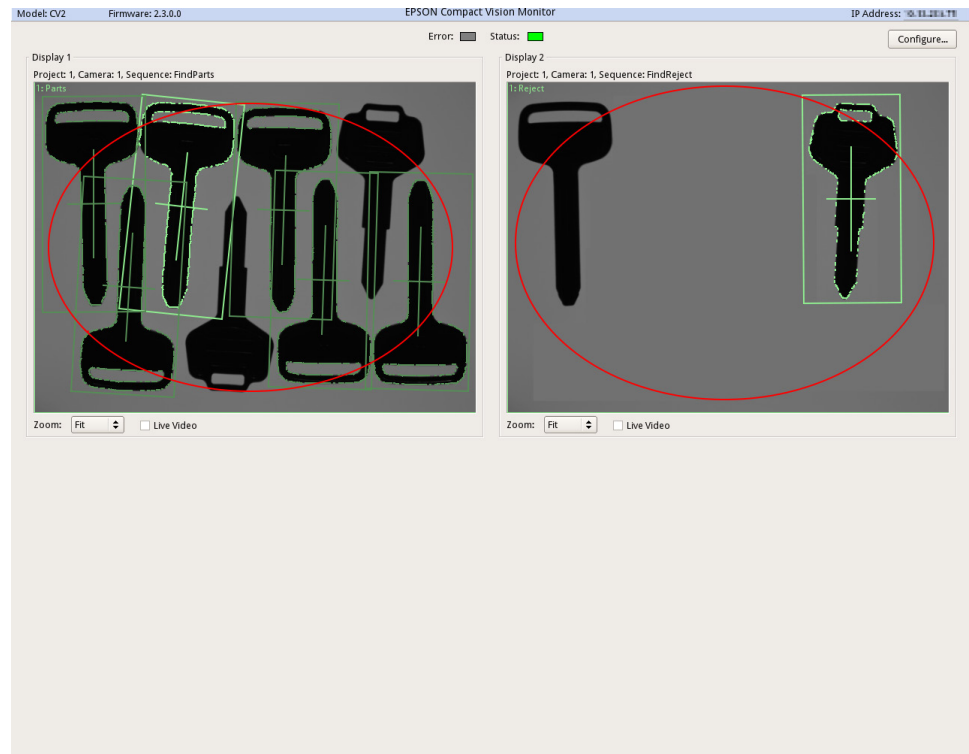 Model: CV2 Firmware: 2.3.0.0 EPSON Compact Vision Monitor IP Address:
Error: Status:
Configure...
Display 1 Display 2
Project: 1, Camera: 1, Sequence: FindParts Project: 1, Camera: 1, Sequence: FindReject
1: Parts 1: Reject
Zoom: Fit Live Video Zoom: Fit Live Video